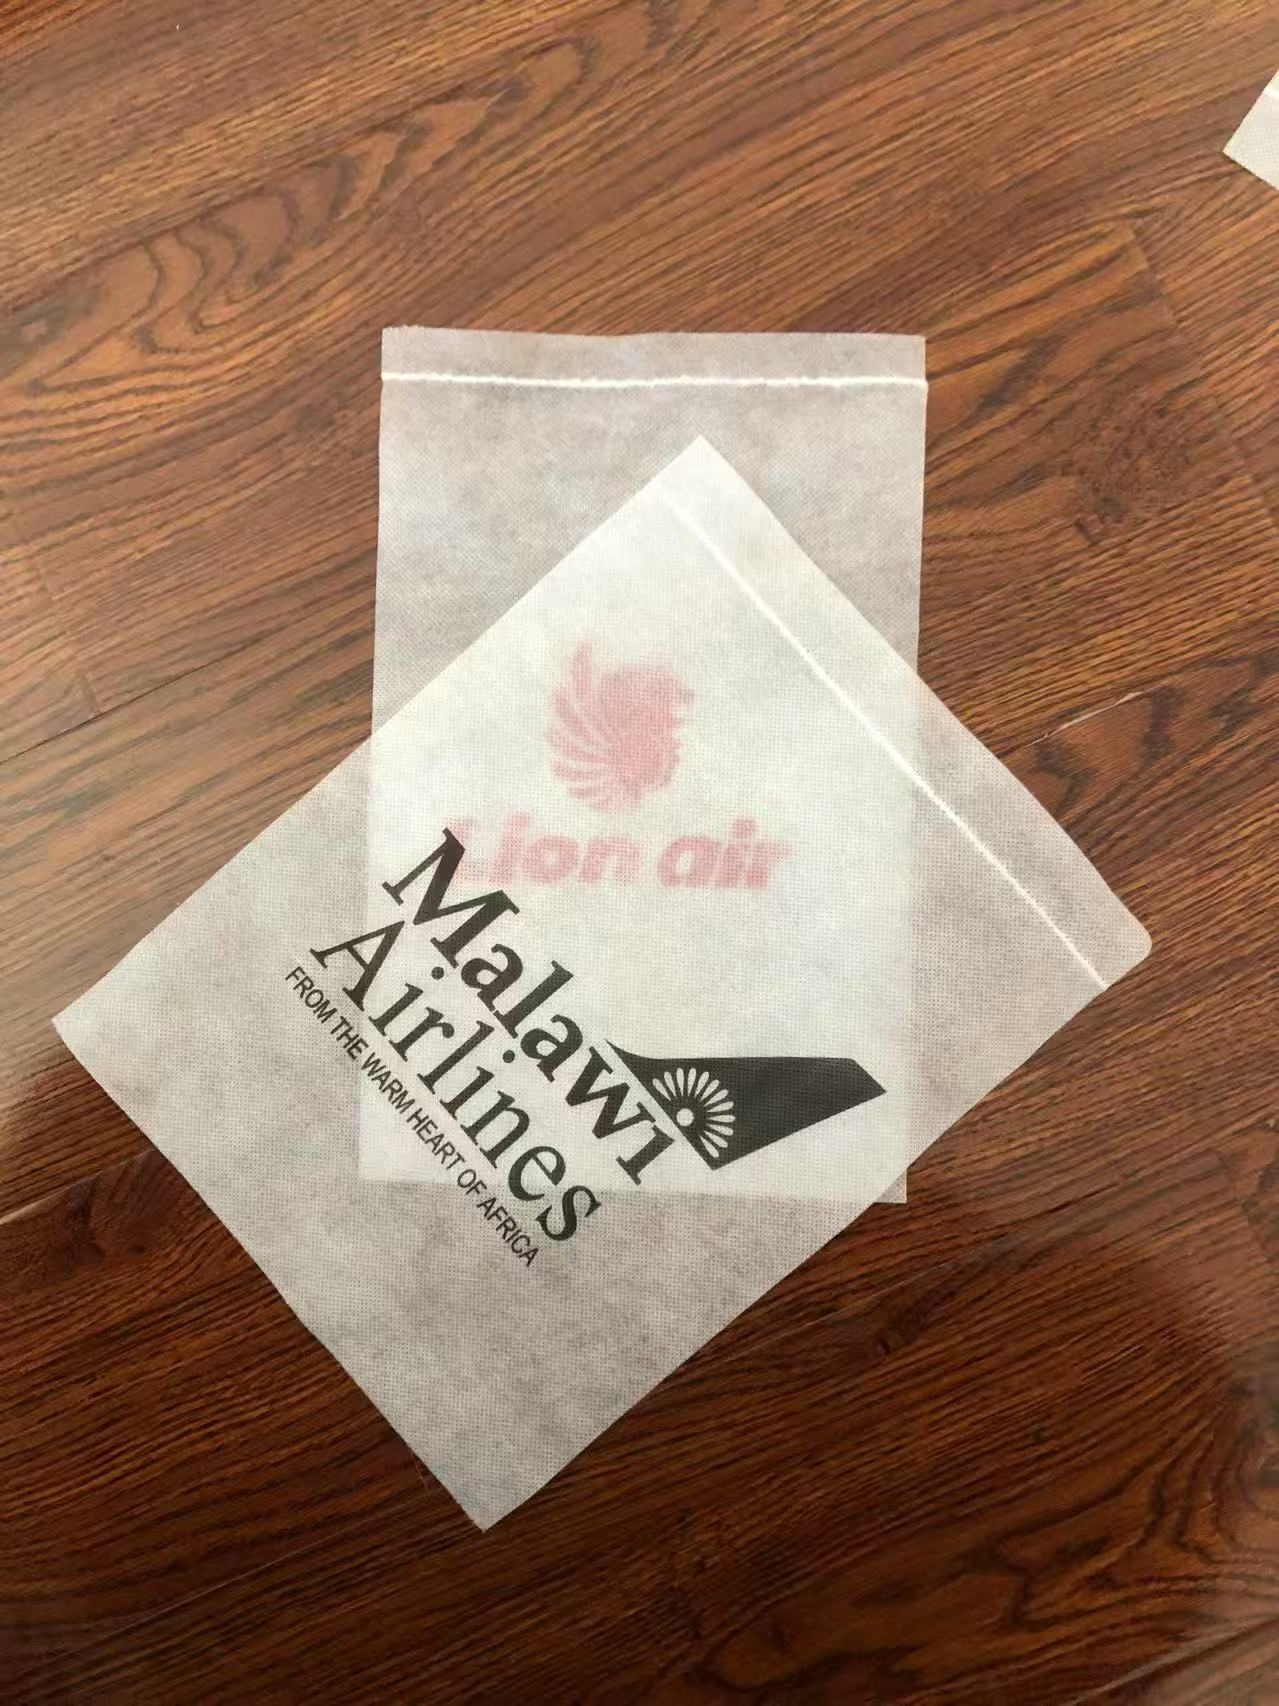 Lion air
Malawi
Airlines
FROM THE WARM HEART OF AFRICA